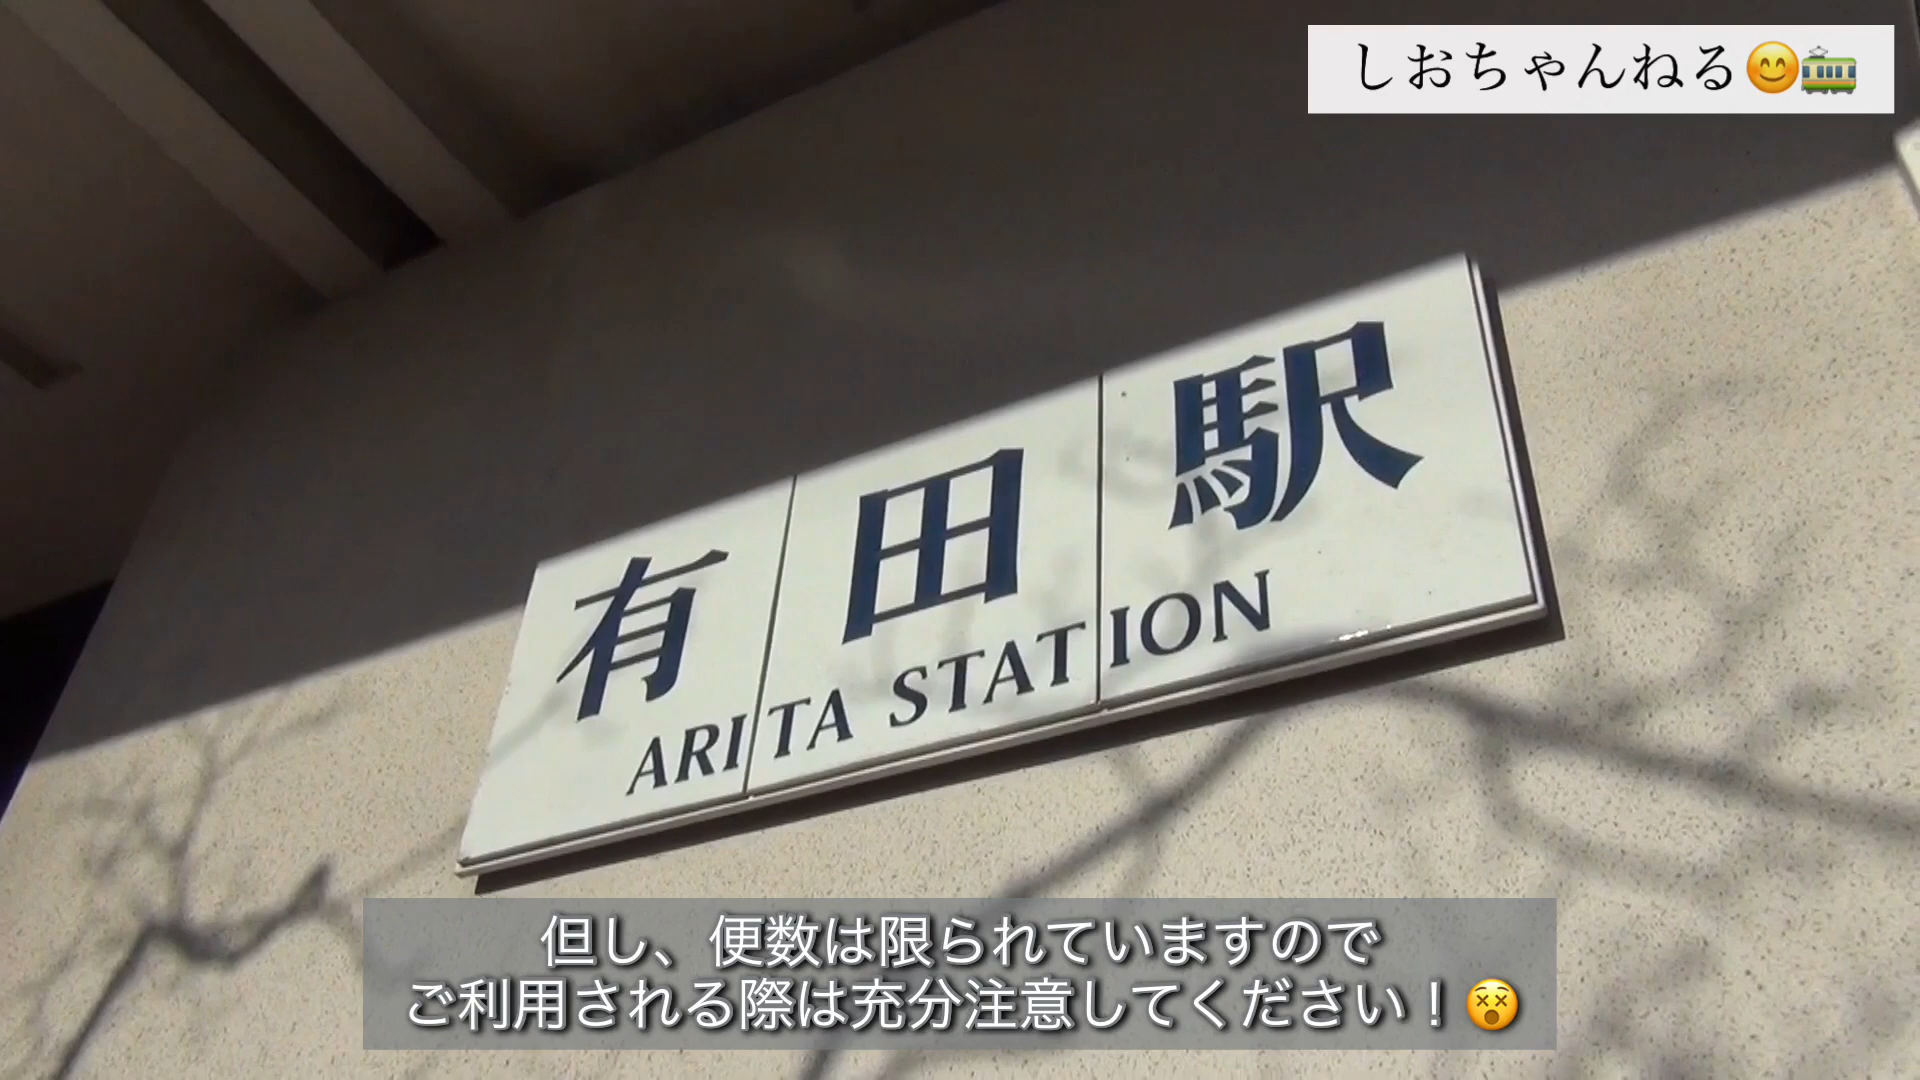 しおちゃんねる😊🚋
有田駅
ARITA STATION
但し、便数は限られていますので
ご利用される際は充分注意してください！😵